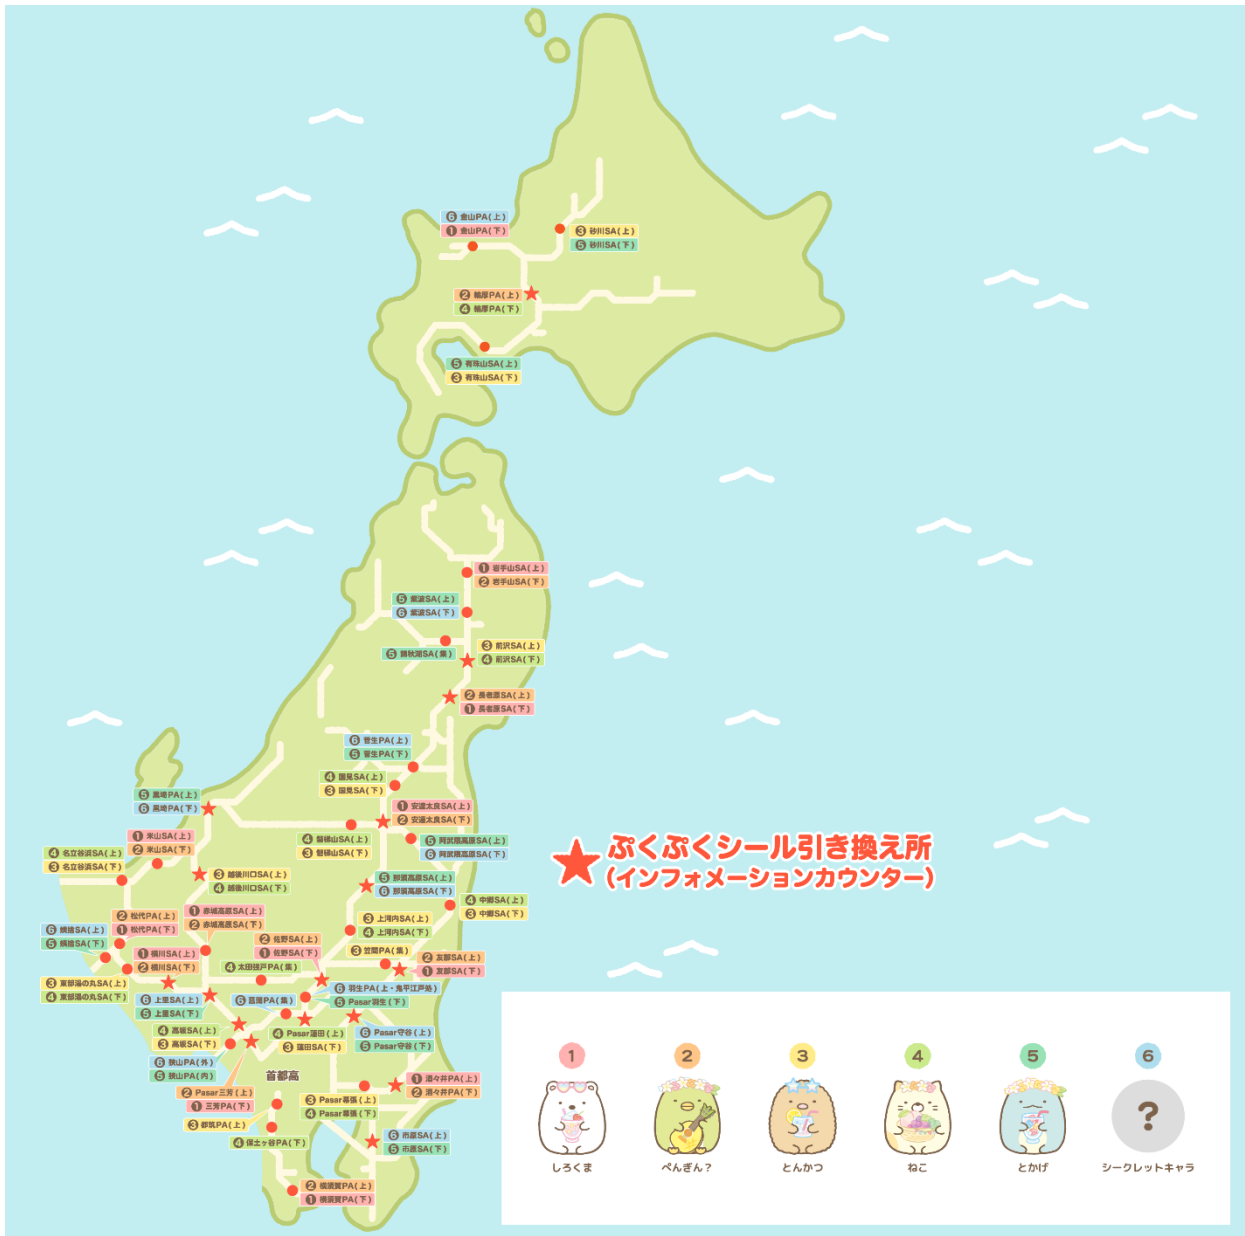 ⑥ 金山PA(上)
① 金山PA(下)
③ 砂川SA(上)
⑤ 砂川SA(下)
② 輪厚PA(上)
④ 輪厚PA(下)
⑤ 有珠山SA(上)
③ 有珠山SA(下)
① 岩手山SA(上)
② 岩手山SA(下)
⑤ 紫波SA(上)
⑥ 紫波SA(下)
③ 前沢SA(上)
⑤ 錦秋湖SA(集)
④ 前沢SA(下)
② 長者原SA(上)
① 長者原SA(下)
⑥ 菅生PA(上)
⑤ 菅生PA(下)
④ 国見SA(上)
③ 国見SA(下)
⑤ 黒埼PA(上)
⑥ 黒埼PA(下)
① 安達太良SA(上)
② 安達太良SA(下)
① 米山SA(上)
② 米山SA(下)
④ 磐梯山SA(上)
③ 磐梯山SA(下)
⑤ 阿武隈高原SA(上)
⑥ 阿武隈高原SA(下)
ぷくぷくシール引き換え所
(インフォメーションカウンター)
④ 名立谷浜SA(上)
③ 名立谷浜SA(下)
③ 越後川口SA(上)
④ 越後川口SA(下)
⑤ 那須高原SA(上)
⑥ 那須高原SA(下)
④ 中郷SA(上)
③ 中郷SA(下)
② 松代PA(上)
① 松代PA(下)
① 赤城高原SA(上)
② 赤城高原SA(下)
③ 上河内SA(上)
④ 上河内SA(下)
⑥ 姨捨SA(上)
⑤ 姨捨SA(下)
① 横川SA(上)
② 横川SA(下)
② 佐野SA(上)
① 佐野SA(下)
③ 笠間PA(集)
② 友部SA(上)
① 友部SA(下)
④ 太田強戸PA(集)
③ 東部湯の丸SA(上)
④ 東部湯の丸SA(下)
⑥ 上里SA(上)
⑤ 上里SA(下)
⑥ 菖蒲PA(集)
⑥ 羽生PA(上・鬼平江戸処)
⑤ Pasar羽生(下)
④ 高坂SA(上)
③ 高坂SA(下)
④ Pasar蓮田(上)
③ 蓮田SA(下)
⑥ Pasar守谷(上)
⑤ Pasar守谷(下)
⑥ 狭山PA(外)
⑤ 狭山PA(内)
首都高
② Pasar三芳(上)
① 三芳PA(下)
① 酒々井PA(上)
② 酒々井PA(下)
③ Pasar幕張(上)
④ Pasar幕張(下)
③ 都筑PA(上)
④ 保土ヶ谷PA(下)
⑥ 市原SA(上)
⑤ 市原SA(下)
② 横須賀PA(上)
① 横須賀PA(下)
1 2 3 4 5 6
?
しろくま ぺんぎん? とんかつ ねこ とかげ シークレットキャラ